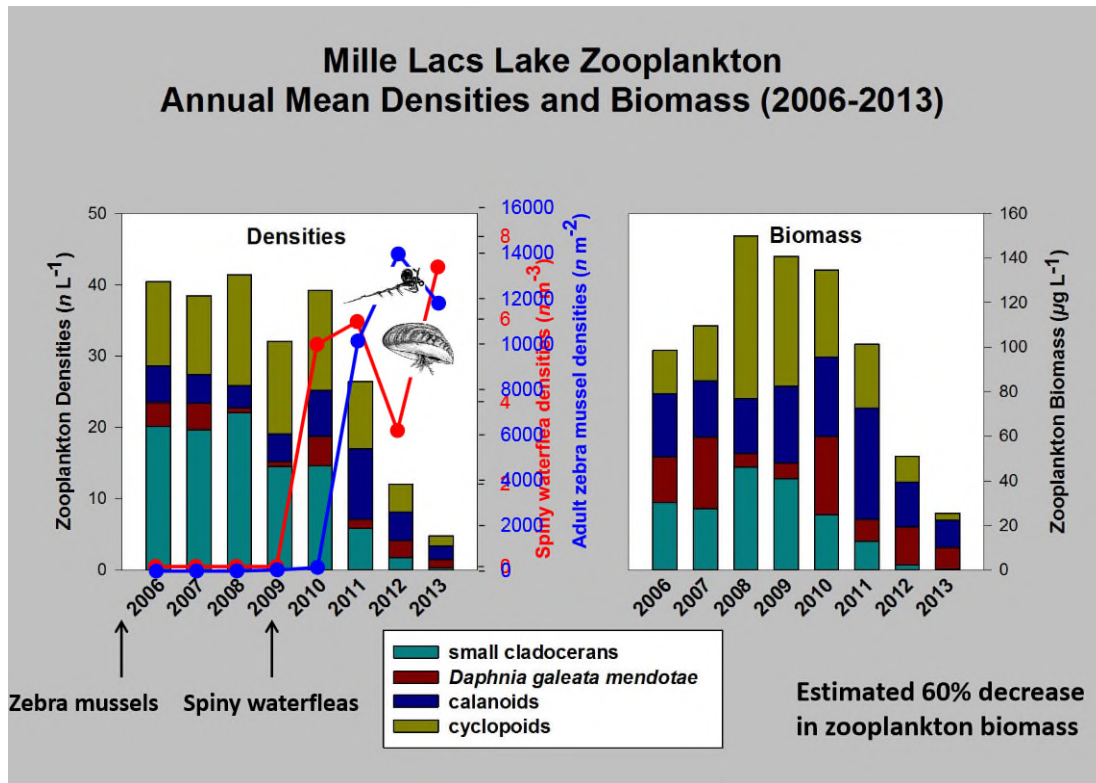 Mille Lacs Lake Zooplankton
Annual Mean Densities and Biomass (2006-2013)
Densities
Zooplankton Densities (n L⁻¹)
50
40
30
20
10
0
2006
2007
2008
2009
2010
2011
2012
2013
8
6
4
2
0
Spiny waterflea densities (n m⁻³)
16000
14000
12000
10000
8000
6000
4000
2000
0
Adult zebra mussel densities (n m⁻²)
Biomass
160
140
120
100
80
60
40
20
0
Zooplankton Biomass (µg L⁻¹)
2006
2007
2008
2009
2010
2011
2012
2013
Zebra mussels
Spiny waterfleas
small cladocerans
Daphnia galeata mendotae
calanoids
cyclopoids
Estimated 60% decrease
in zooplankton biomass